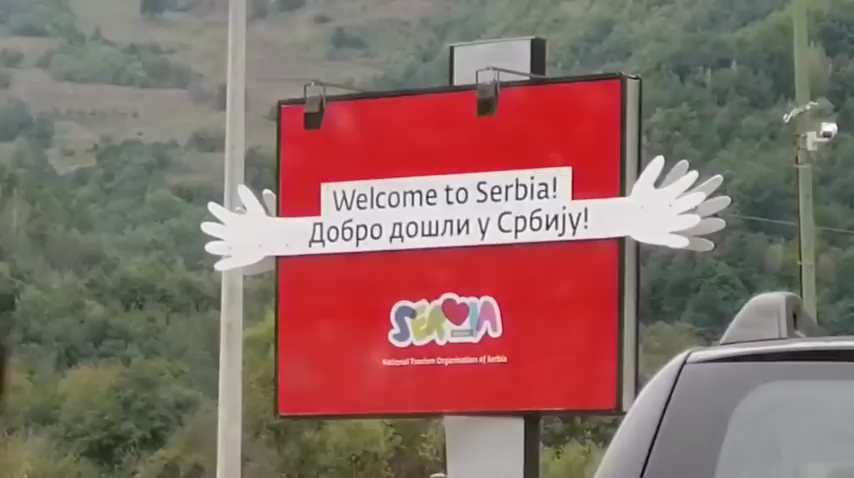 Welcome to Serbia!
Добро дошли у Србију!
SERBIA
National Tourism Organisation of Serbia